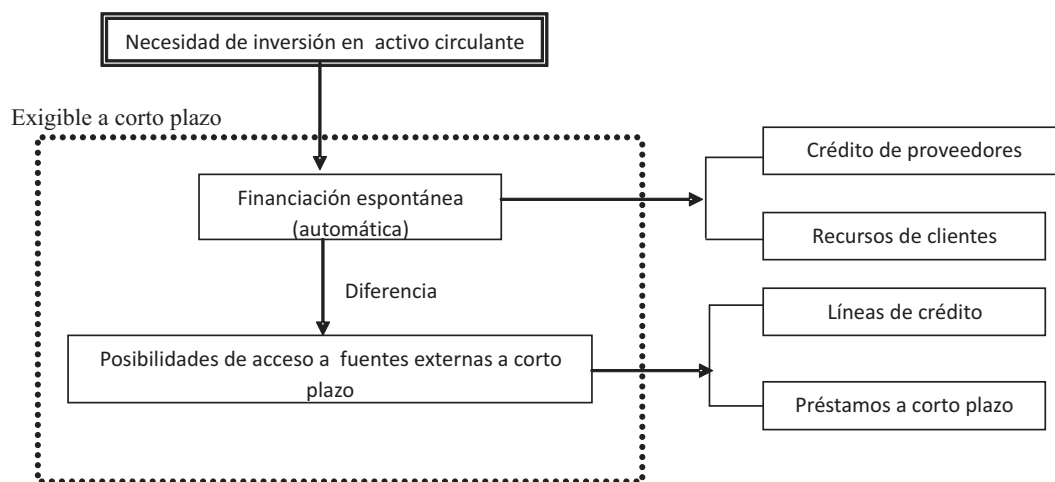 Necesidad de inversión en activo circulante
Exigible a corto plazo
Crédito de proveedores
Financiación espontánea
(automática)
Recursos de clientes
Diferencia
Líneas de crédito
Posibilidades de acceso a fuentes externas a corto
plazo
Préstamos a corto plazo